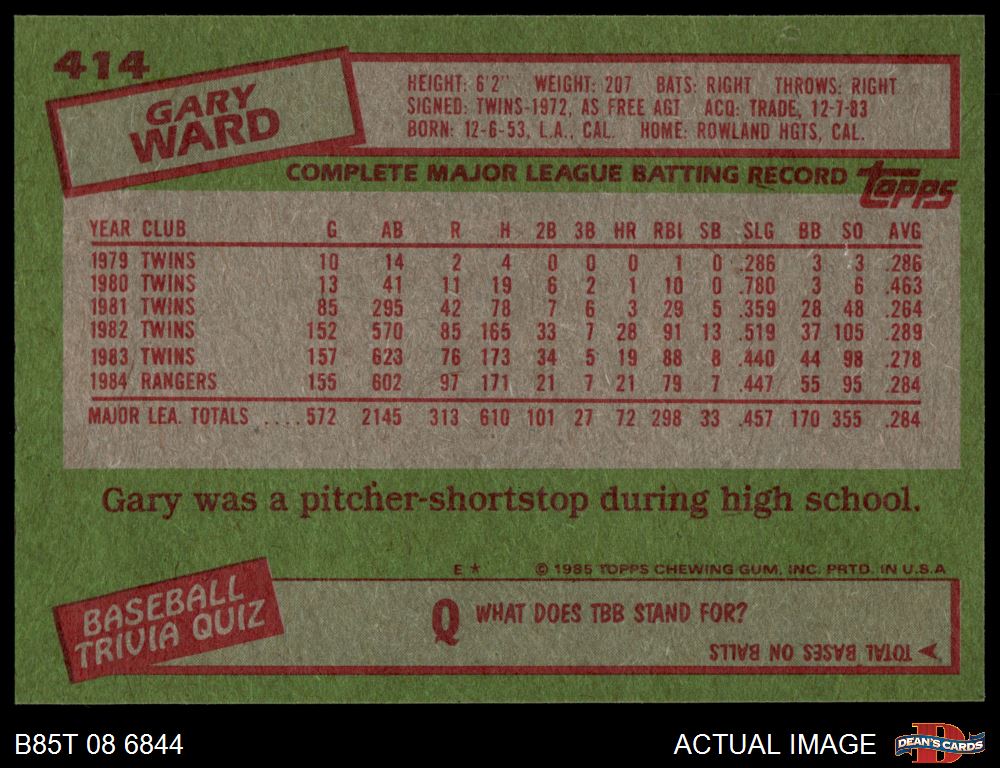 414
GARY
WARD
HEIGHT: 6'2" WEIGHT: 207 BATS: RIGHT THROWS: RIGHT
SIGNED: TWINS-1972, AS FREE AGT ACQ: TRADE, 12-7-83
BORN: 12-6-53, L.A., CAL. HOME: ROWLAND HGTS, CAL.
COMPLETE MAJOR LEAGUE BATTING RECORD topps
YEAR CLUB G AB R H 2B 3B HR RBI SB SLG BB SO AVG
1979 TWINS 10 14 2 4 0 0 0 1 0 .286 3 3 .286
1980 TWINS 13 41 11 19 6 2 1 10 0 .780 3 6 .463
1981 TWINS 85 295 42 78 7 6 3 29 5 .359 28 48 .264
1982 TWINS 152 570 85 165 33 7 28 91 13 .519 37 105 .289
1983 TWINS 157 623 76 173 34 5 19 88 8 .440 44 98 .278
1984 RANGERS 155 602 97 171 21 7 21 79 7 .447 55 95 .284
MAJOR LEA. TOTALS .... 572 2145 313 610 101 27 72 298 33 .457 170 355 .284
Gary was a pitcher-shortstop during high school.
E * © 1985 TOPPS CHEWING GUM, INC. PRTD. IN U.S.A
BASEBALL
TRIVIA QUIZ
Q WHAT DOES TBB STAND FOR?
TOTAL BASES ON BALLS
B85T 08 6844
ACTUAL IMAGE
D
DEAN'S CARDS